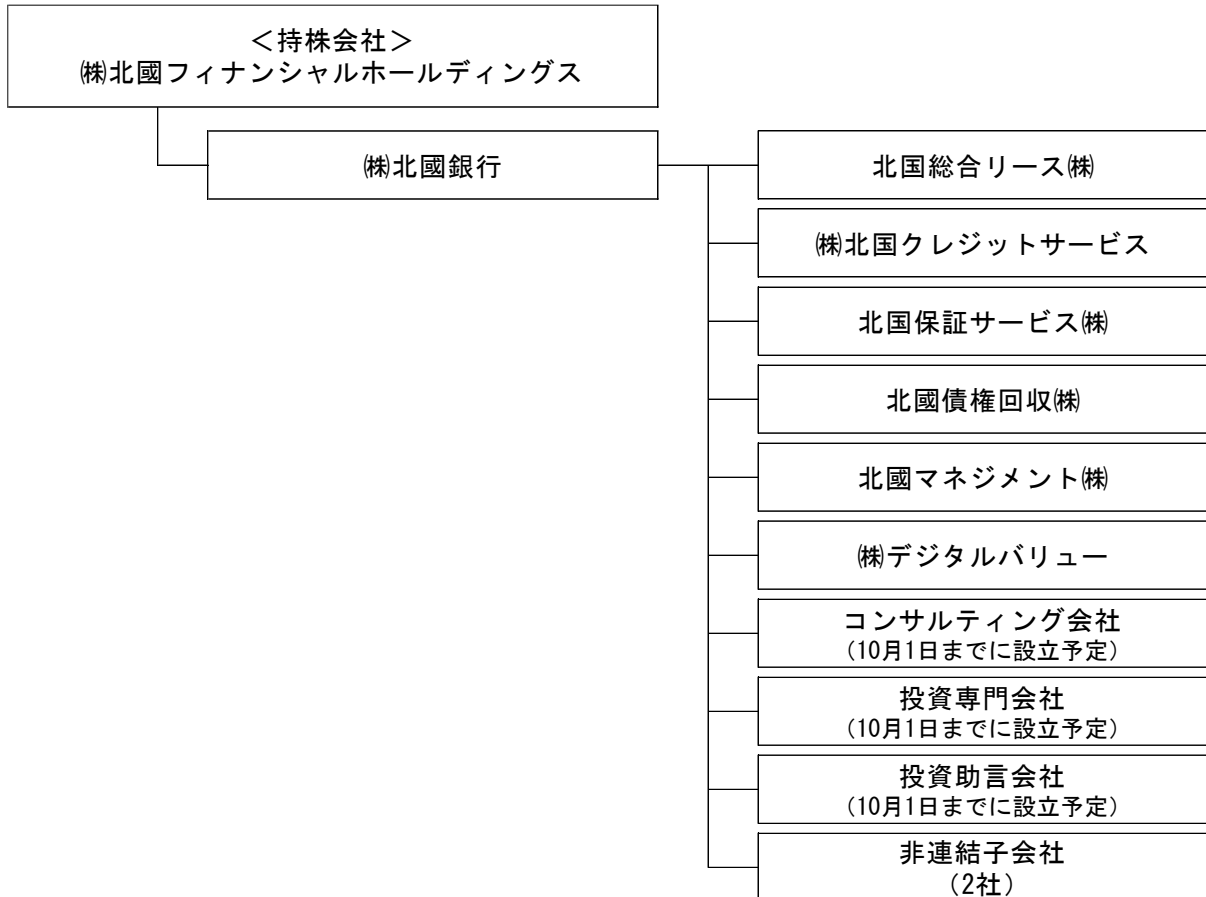 ＜持株会社＞
㈱北國フィナンシャルホールディングス
㈱北國銀行
北国総合リース㈱
㈱北国クレジットサービス
北国保証サービス㈱
北國債権回収㈱
北國マネジメント㈱
㈱デジタルバリュー
コンサルティング会社
（10月1日までに設立予定）
投資専門会社
（10月1日までに設立予定）
投資助言会社
（10月1日までに設立予定）
非連結子会社
（2社）